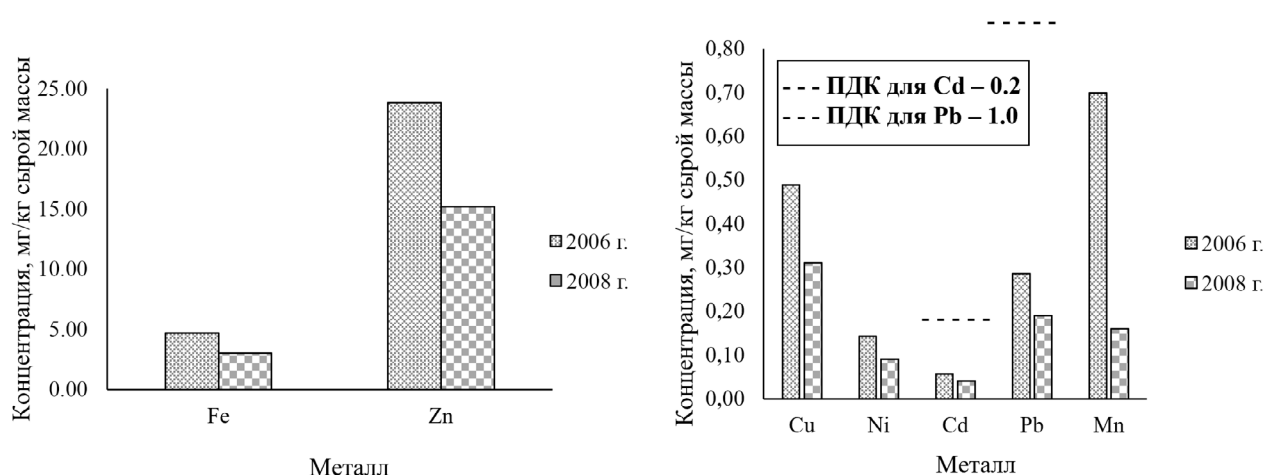 Концентрация, мг/кг сырой массы
25.00
20.00
15.00
10.00
5.00
0.00
Fe
Zn
Металл
2006 г.
2008 г.
Концентрация, мг/кг сырой массы
0,80
0,70
0,60
0,50
0,40
0,30
0,20
0,10
0,00
ПДК для Cd – 0.2
ПДК для Pb – 1.0
Cu
Ni
Cd
Pb
Mn
Металл
2006 г.
2008 г.